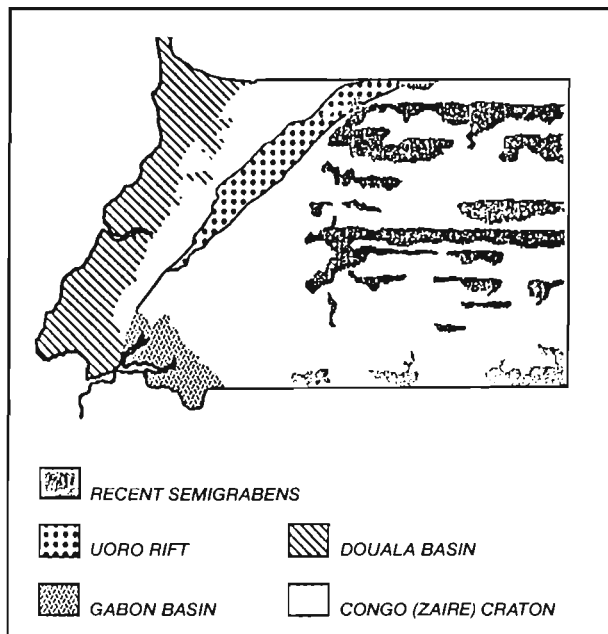 RECENT SEMIGRABENS
UORO RIFT
DOUALA BASIN
GABON BASIN
CONGO (ZAIRE) CRATON